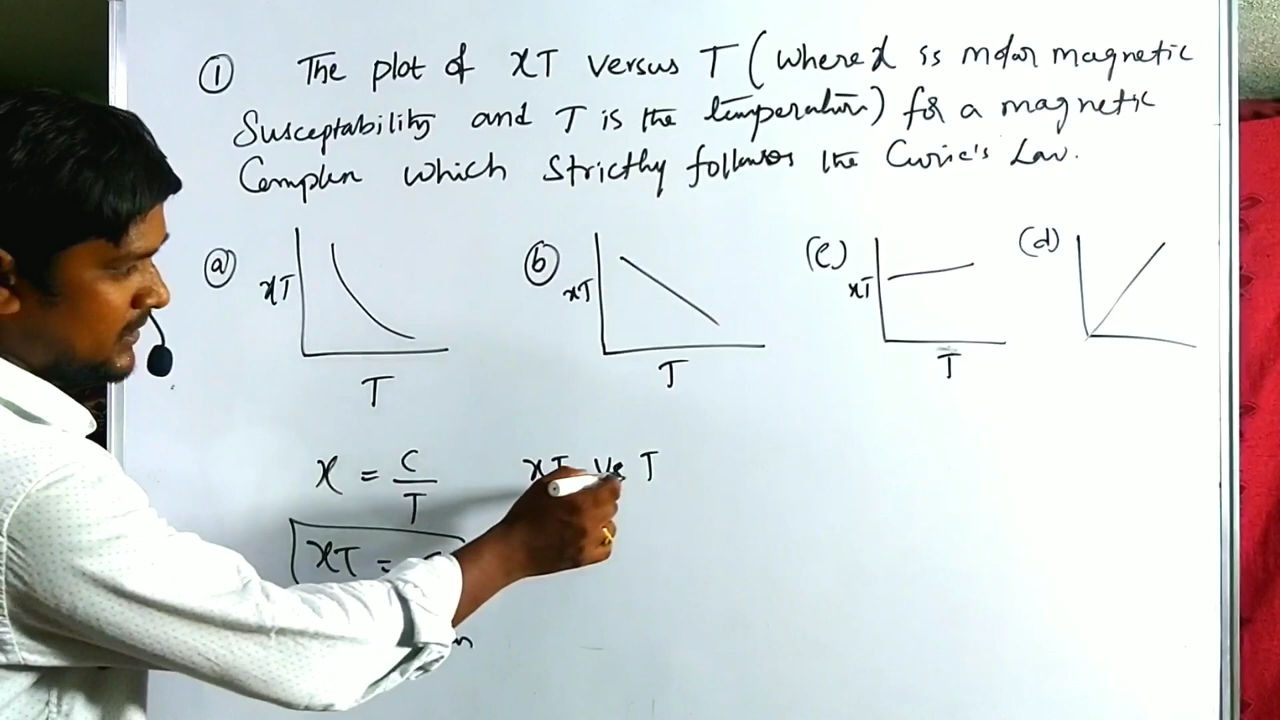 ① The plot of χT versus T (where χ is molar magnetic
Susceptability and T is the temperature) for a magnetic
Complex which Strictly follows the Curie's Law.
ⓐ χT T
ⓑ χT T
(c) χT T
(d)
χ = C/T
χT vs T
χT =